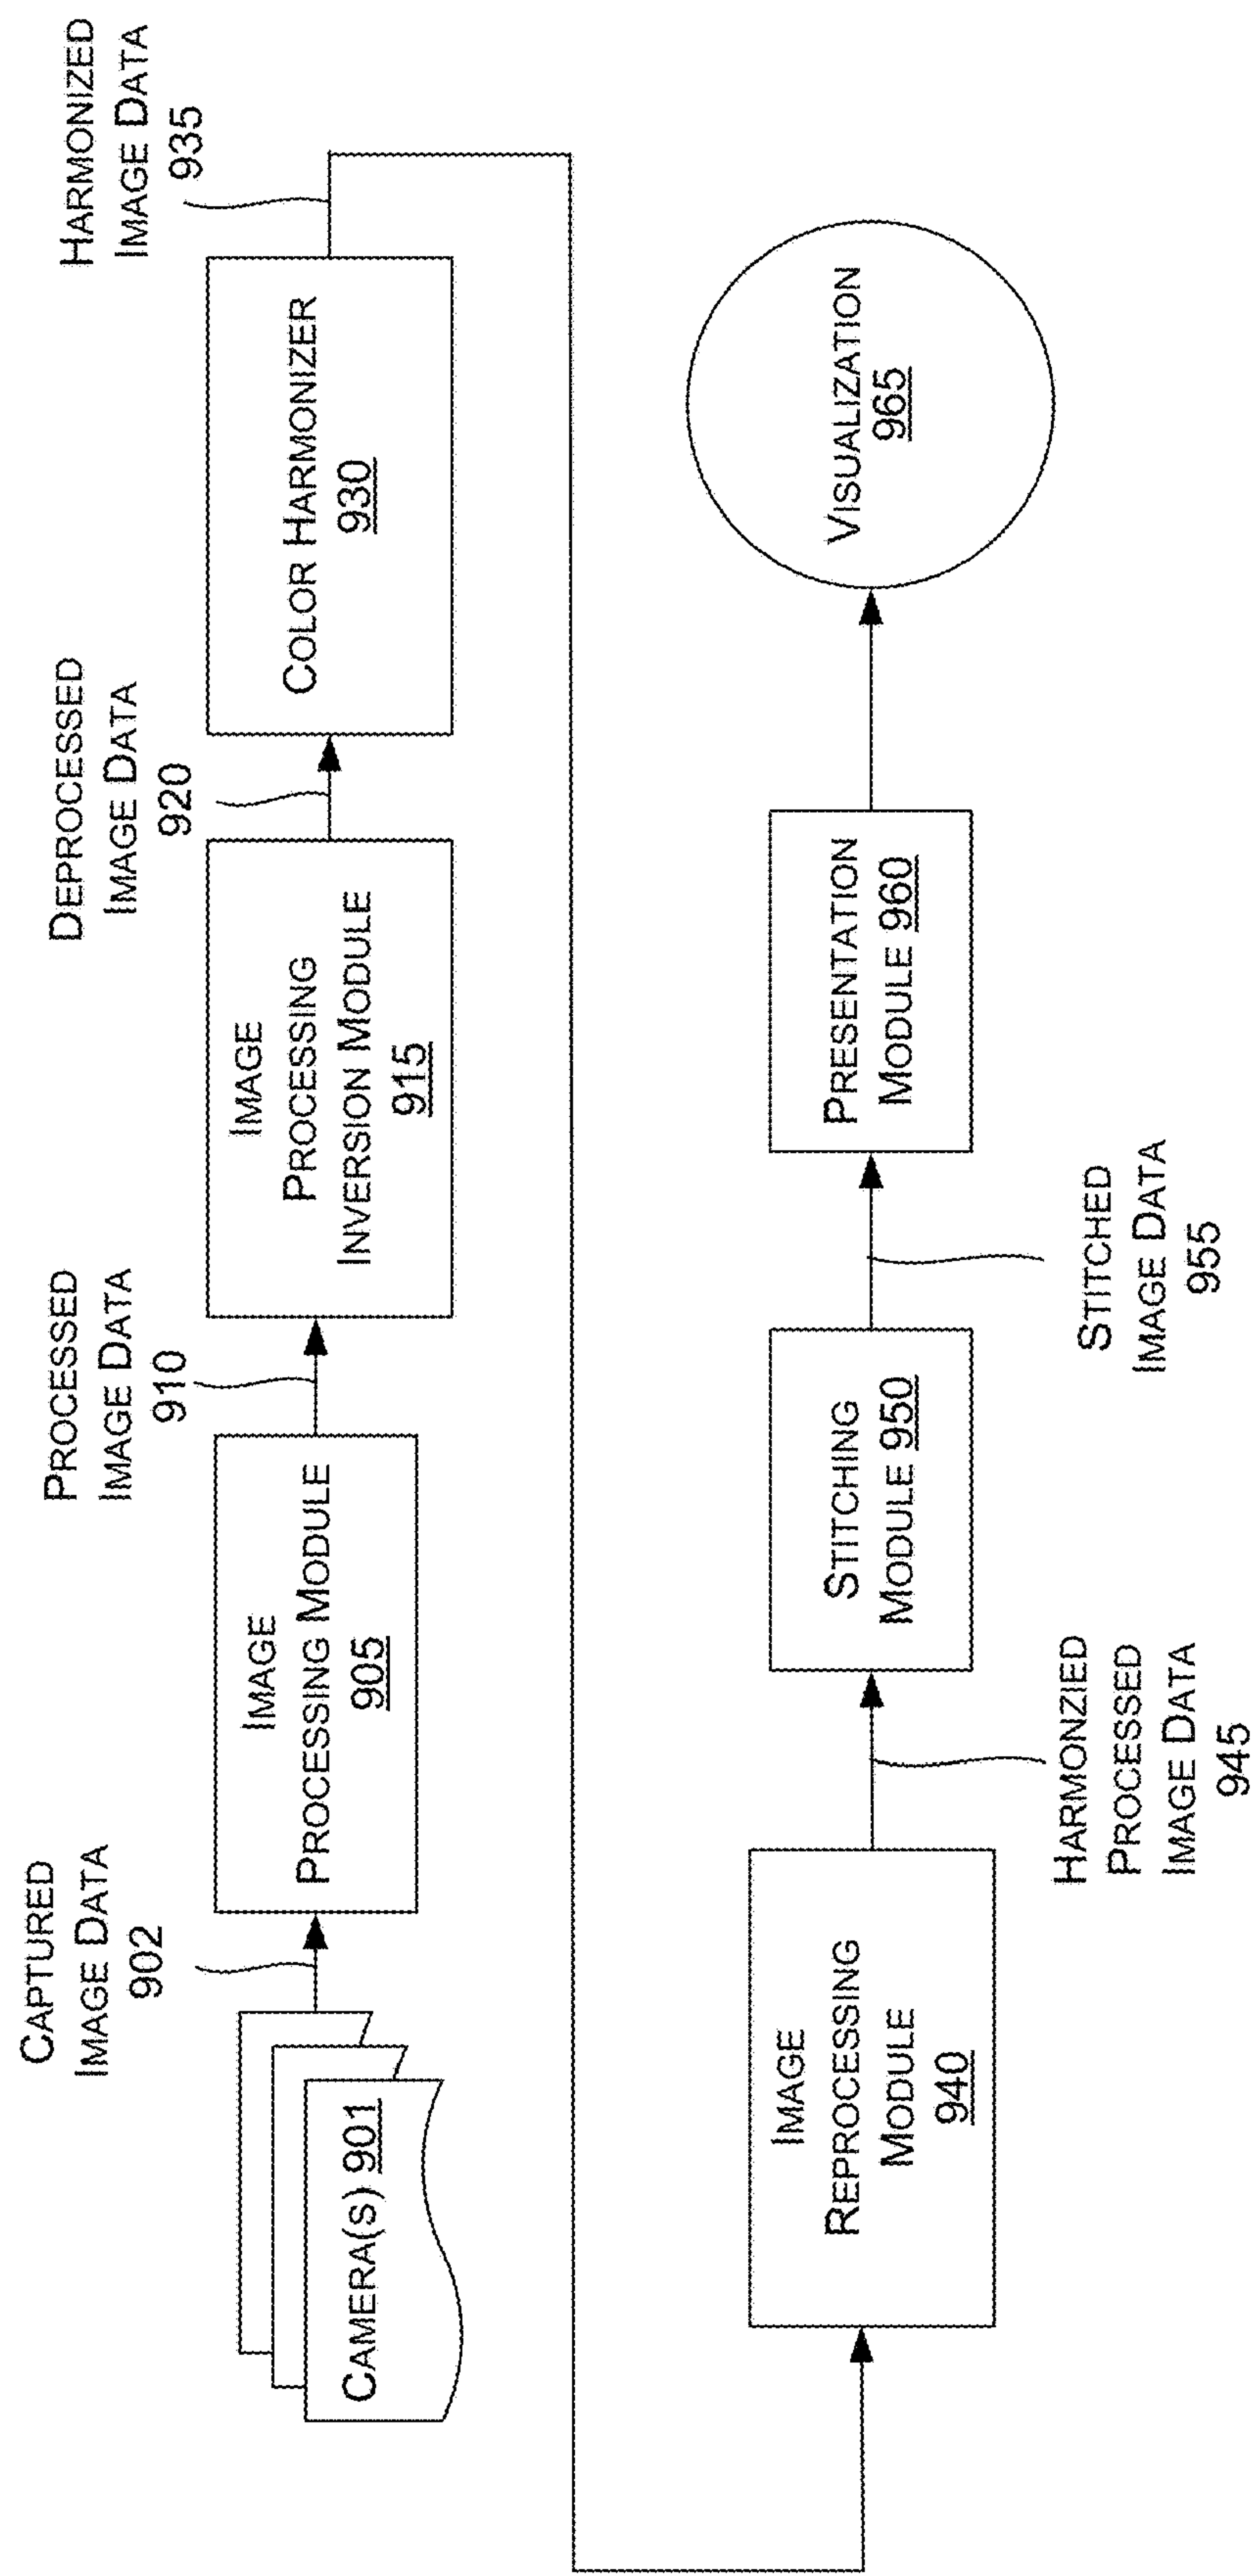 CAPTURED
IMAGE DATA
902
CAMERA(S) 901
IMAGE
PROCESSING MODULE
905
PROCESSED
IMAGE DATA
910
IMAGE
PROCESSING
INVERSION MODULE
915
DEPROCESSED
IMAGE DATA
920
COLOR HARMONIZER
930
HARMONIZED
IMAGE DATA
935
IMAGE
REPROCESSING
MODULE
940
HARMONZIED
PROCESSED
IMAGE DATA
945
STITCHING
MODULE 950
STITCHED
IMAGE DATA
955
PRESENTATION
MODULE 960
VISUALIZATION
965